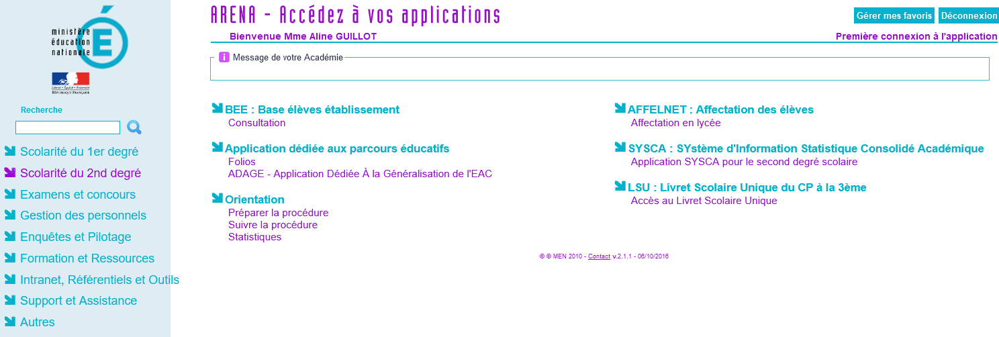 ministère
éducation
nationale
É
Liberté • Égalité • Fraternité
RÉPUBLIQUE FRANÇAISE
Recherche
Scolarité du 1er degré
Scolarité du 2nd degré
Examens et concours
Gestion des personnels
Enquêtes et Pilotage
Formation et Ressources
Intranet, Référentiels et Outils
Support et Assistance
Autres
ARENA - Accédez à vos applications
Gérer mes favoris
Déconnexion
Bienvenue Mme Aline GUILLOT
Première connexion à l'application
i Message de votre Académie
BEE : Base élèves établissement
Consultation
Application dédiée aux parcours éducatifs
Folios
ADAGE - Application Dédiée À la Généralisation de l'EAC
Orientation
Préparer la procédure
Suivre la procédure
Statistiques
AFFELNET : Affectation des élèves
Affectation en lycée
SYSCA : SYstème d'Information Statistique Consolidé Académique
Application SYSCA pour le second degré scolaire
LSU : Livret Scolaire Unique du CP à la 3ème
Accès au Livret Scolaire Unique
© © MEN 2010 - Contact v.2.1.1 - 06/10/2016